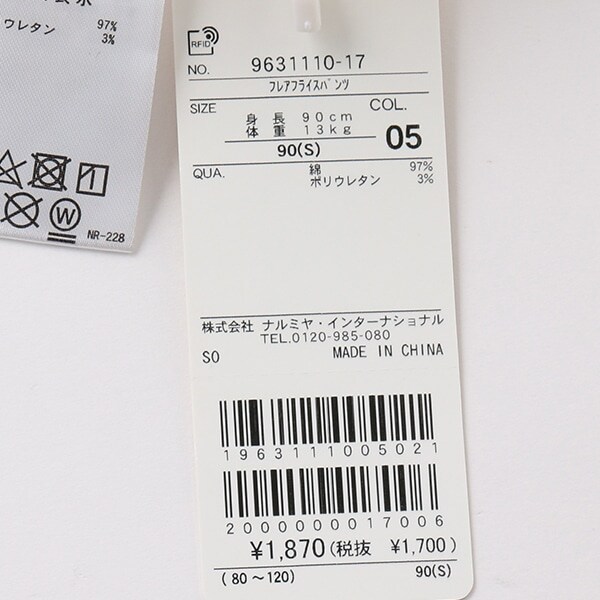 ウレタン 97%
3%
NR-228
RFID
NO. 9631110-17
フレアフライスパンツ
SIZE COL.
身長 90cm
体重 13kg 05
90(S)
QUA. 綿 97%
ポリウレタン 3%
株式会社 ナルミヤ・インターナショナル
TEL.0120-985-080
SO MADE IN CHINA
1963111005021
2000000017006
¥1,870(税抜 ¥1,700)
(80～120) 90(S)